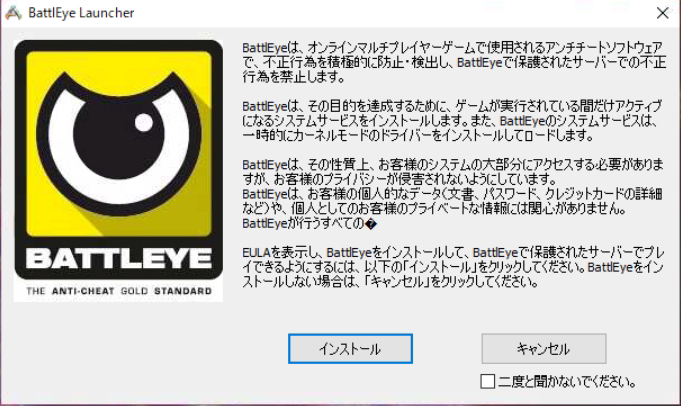 BattlEye Launcher
BattlEyeは、オンラインマルチプレイヤーゲームで使用されるアンチチートソフトウェア
で、不正行為を積極的に防止・検出し、BattlEyeで保護されたサーバーでの不正
行為を禁止します。
BattlEyeは、その目的を達成するために、ゲームが実行されている間だけアクティブ
になるシステムサービスをインストールします。また、BattlEyeのシステムサービスは、
一時的にカーネルモードのドライバーをインストールしてロードします。
BattlEyeは、その性質上、お客様のシステムの大部分にアクセスする必要がありま
すが、お客様のプライバシーが侵害されないようにしています。
BattlEyeは、お客様の個人的なデータ(文書、パスワード、クレジットカードの詳細
など)や、個人としてのお客様のプライベートな情報には関心がありません。
BattlEyeが行うすべての�
EULAを表示し、BattlEyeをインストールして、BattlEyeで保護されたサーバーでプレ
イできるようにするには、以下の「インストール」をクリックしてください。BattlEyeをイン
ストールしない場合は、「キャンセル」をクリックしてください。
BATTLEYE
THE ANTI-CHEAT GOLD STANDARD
インストール
キャンセル
二度と聞かないでください。